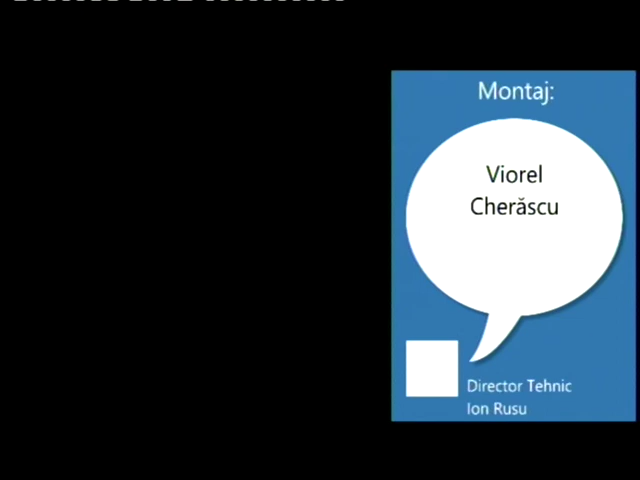 Montaj:
Viorel
Cherăscu
Director Tehnic
Ion Rusu